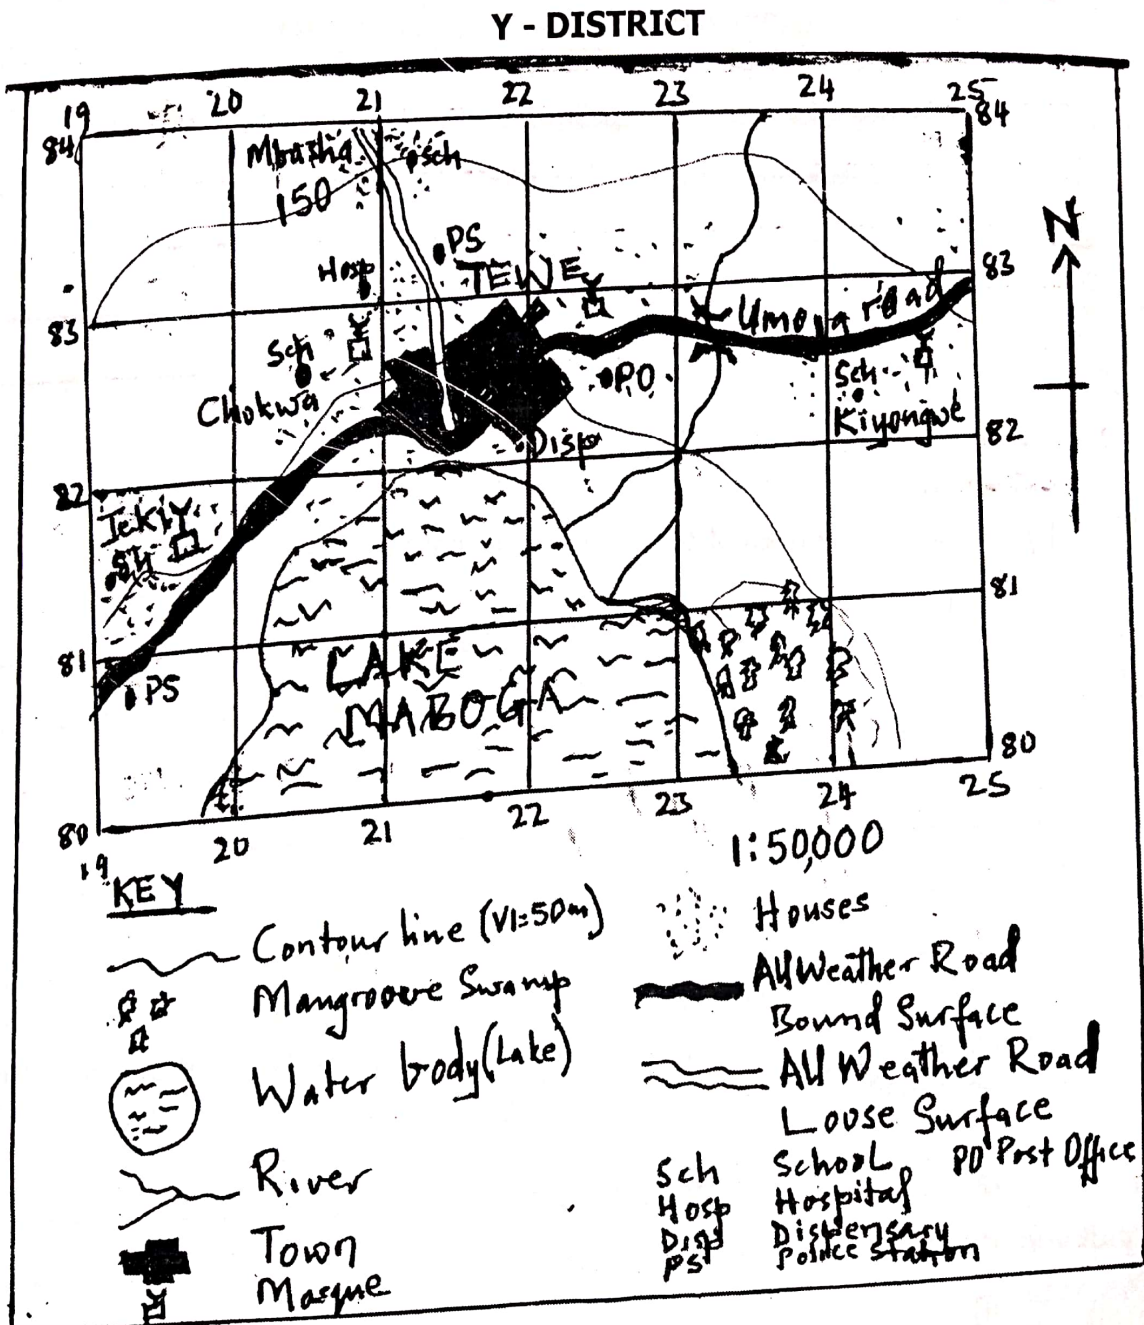 Y - DISTRICT
19 20 21 22 23 24 25
84 84
Mbasha Sch
150
PS
Hosp TEWE
83 83
Umoya road
Sch
PO Sch
Chokwa Kiyongwe
Disp 82
82
Sch
81
81
LAKE
PS
MABOGA
80
80
19 20 21 22 23 24 25
1:50,000
KEY
Contour line (VI=50m)
Houses
Mangroove Swamp
All Weather Road
Bound Surface
Water body (Lake)
All Weather Road
Louse Surface
River
Sch School PO Post Office
Hosp Hospital
Town
Disp Dispensary
Mosque
PS Police Station